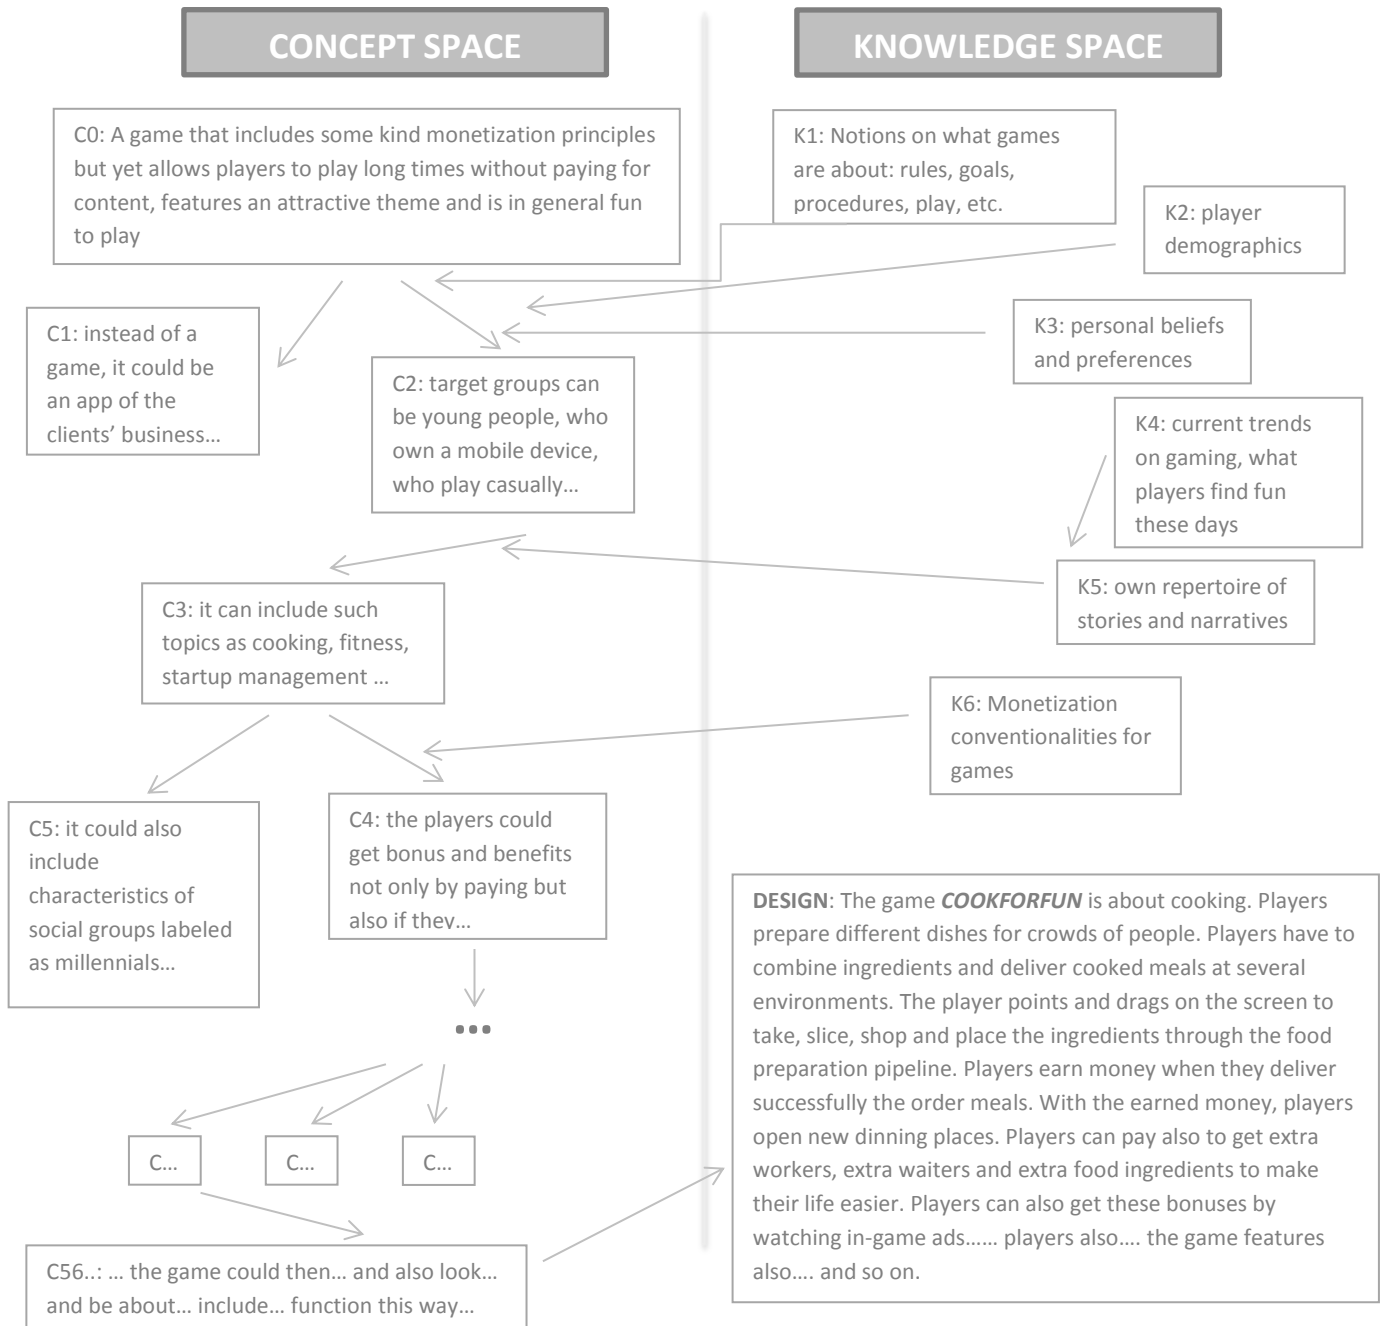 CONCEPT SPACE
KNOWLEDGE SPACE
C0: A game that includes some kind monetization principles
but yet allows players to play long times without paying for
content, features an attractive theme and is in general fun
to play
K1: Notions on what games
are about: rules, goals,
procedures, play, etc.
K2: player
demographics
C1: instead of a
game, it could be
an app of the
clients’ business...
K3: personal beliefs
and preferences
C2: target groups can
be young people, who
own a mobile device,
who play casually...
K4: current trends
on gaming, what
players find fun
these days
K5: own repertoire of
stories and narratives
C3: it can include such
topics as cooking, fitness,
startup management ...
K6: Monetization
conventionalities for
games
C5: it could also
include
characteristics of
social groups labeled
as millennials...
C4: the players could
get bonus and benefits
not only by paying but
also if they...
...
C...
C...
C...
C56..: ... the game could then... and also look...
and be about... include... function this way...
DESIGN: The game COOKFORFUN is about cooking. Players
prepare different dishes for crowds of people. Players have to
combine ingredients and deliver cooked meals at several
environments. The player points and drags on the screen to
take, slice, shop and place the ingredients through the food
preparation pipeline. Players earn money when they deliver
successfully the order meals. With the earned money, players
open new dinning places. Players can pay also to get extra
workers, extra waiters and extra food ingredients to make
their life easier. Players can also get these bonuses by
watching in-game ads...... players also.... the game features
also.... and so on.